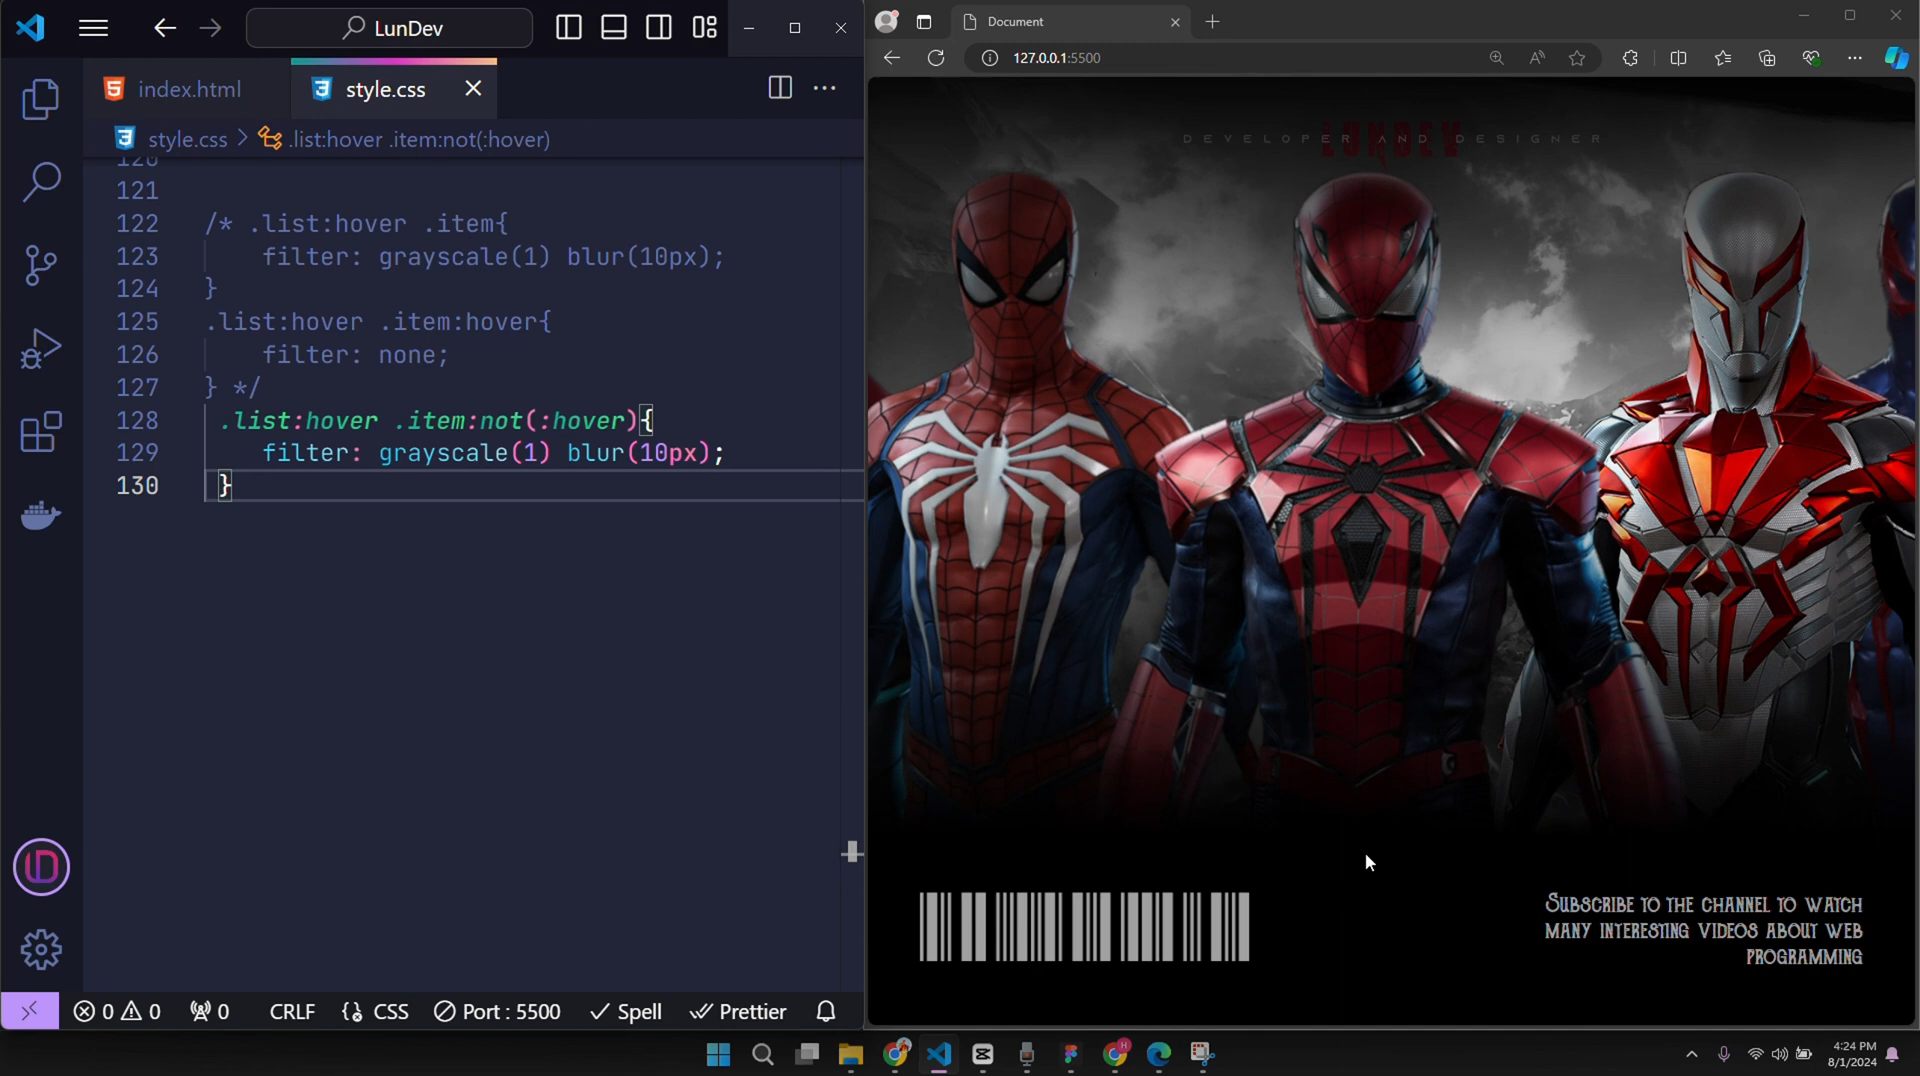 LunDev
index.html
style.css
style.css > .list:hover .item:not(:hover)
120
121
122 /* .list:hover .item{
123 filter: grayscale(1) blur(10px);
124 }
125 .list:hover .item:hover{
126 filter: none;
127 } */
128 .list:hover .item:not(:hover){
129 filter: grayscale(1) blur(10px);
130 }
0 0 0 CRLF CSS Port : 5500 Spell Prettier
Document
127.0.0.1:5500
LUNDEV
DEVELOPER AND DESIGNER
SUBSCRIBE TO THE CHANNEL TO WATCH
MANY INTERESTING VIDEOS ABOUT WEB
PROGRAMMING
4:24 PM
8/1/2024